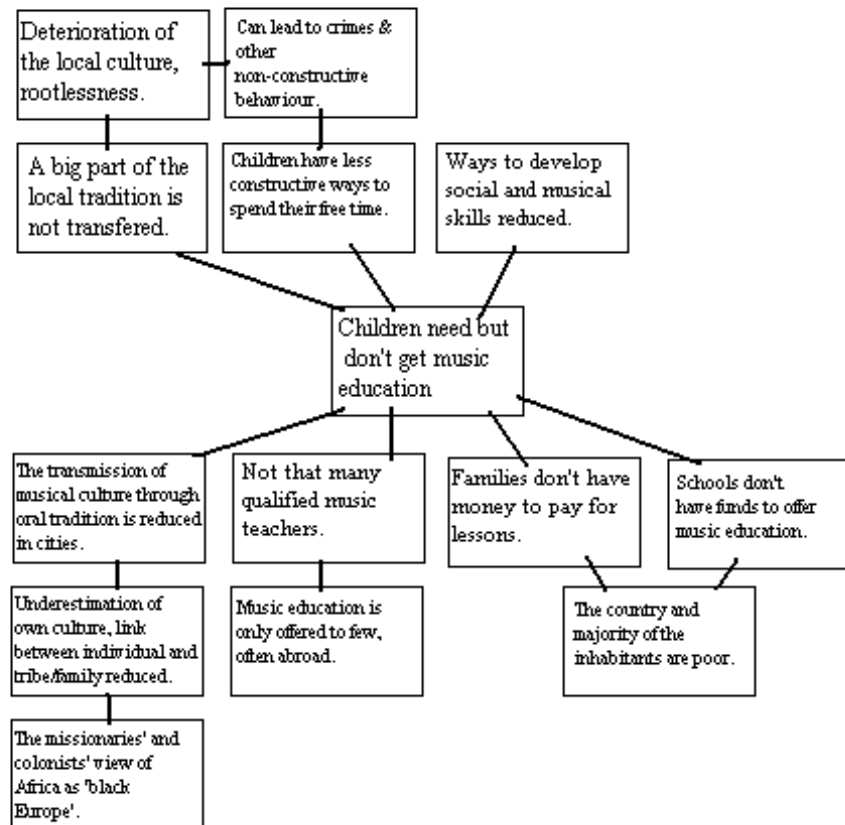 Deterioration of
the local culture,
rootlessness.
Can lead to crimes &
other
non-constructive
behaviour.
A big part of the
local tradition is
not transfered.
Children have less
constructive ways to
spend their free time.
Ways to develop
social and musical
skills reduced.
Children need but
don't get music
education
The transmission of
musical culture through
oral tradition is reduced
in cities.
Not that many
qualified music
teachers.
Families don't have
money to pay for
lessons.
Schools don't
have funds to offer
music education.
Underestimation of
own culture, link
between individual and
tribe/family reduced.
Music education is
only offered to few,
often abroad.
The country and
majority of the
inhabitants are poor.
The missionaries' and
colonists' view of
Africa as 'black
Europe'.